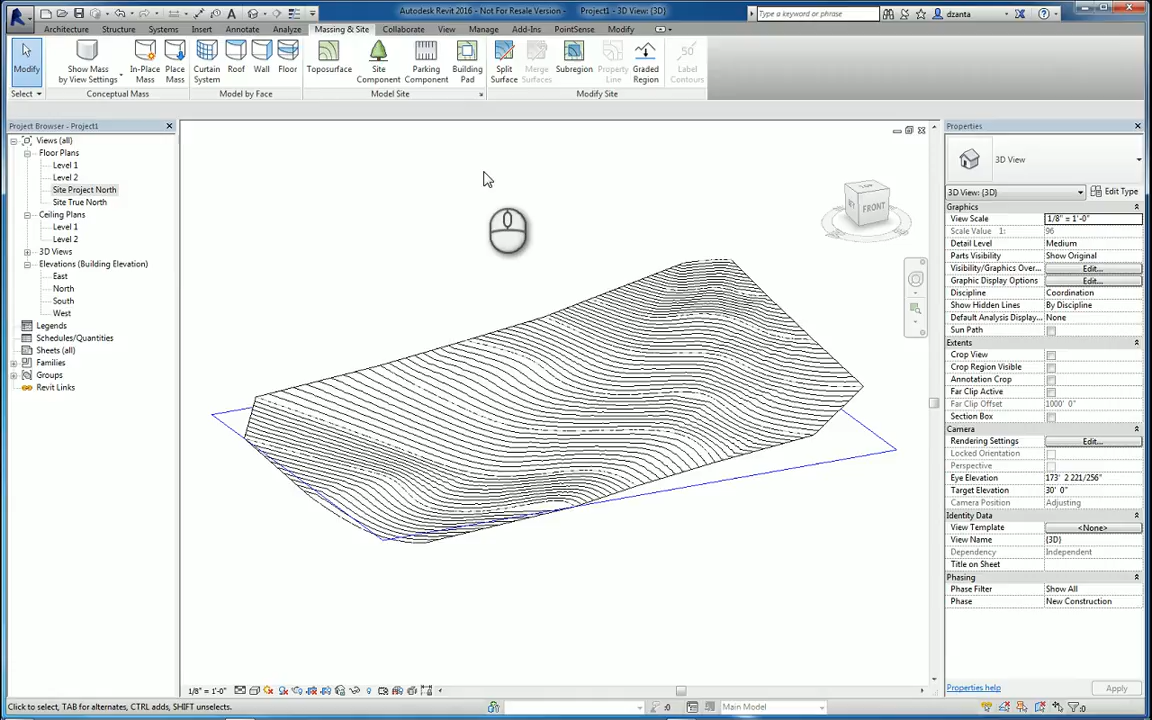 Autodesk Revit 2016 - Not For Resale Version - Project1 - 3D View: {3D}
Type a keyword or phrase
dzanta
Architecture Structure Systems Insert Annotate Analyze Massing & Site Collaborate View Manage Add-Ins PointSense Modify
Modify
Show Mass
by View Settings
In-Place
Mass
Place
Mass
Curtain
System
Roof
Wall
Floor
Toposurface
Site
Component
Parking
Component
Building
Pad
Split
Surface
Merge
Surfaces
Subregion
Property
Line
Graded
Region
50
Label
Contours
Select
Conceptual Mass
Model by Face
Model Site
Modify Site
Project Browser - Project1
Views (all)
Floor Plans
Level 1
Level 2
Site Project North
Site True North
Ceiling Plans
Level 1
Level 2
3D Views
Elevations (Building Elevation)
East
North
South
West
Legends
Schedules/Quantities
Sheets (all)
Families
Groups
Revit Links
TOP
FRONT
Properties
3D View
3D View: {3D}
Edit Type
Graphics
View Scale 1/8" = 1'-0"
Scale Value 1: 96
Detail Level Medium
Parts Visibility Show Original
Visibility/Graphics Over... Edit...
Graphic Display Options Edit...
Discipline Coordination
Show Hidden Lines By Discipline
Default Analysis Display... None
Sun Path
Extents
Crop View
Crop Region Visible
Annotation Crop
Far Clip Active
Far Clip Offset 1000' 0"
Section Box
Camera
Rendering Settings Edit...
Locked Orientation
Perspective
Eye Elevation 173' 2 221/256"
Target Elevation 30' 0"
Camera Position Adjusting
Identity Data
View Template <None>
View Name {3D}
Dependency Independent
Title on Sheet
Phasing
Phase Filter Show All
Phase New Construction
Properties help
Apply
1/8" = 1'-0"
Click to select, TAB for alternates, CTRL adds, SHIFT unselects.
:0
Main Model
:0